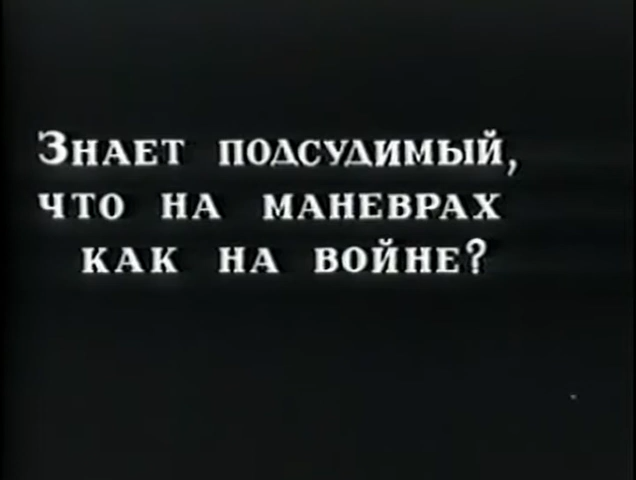 Знает подсудимый,
что на маневрах
как на войне?